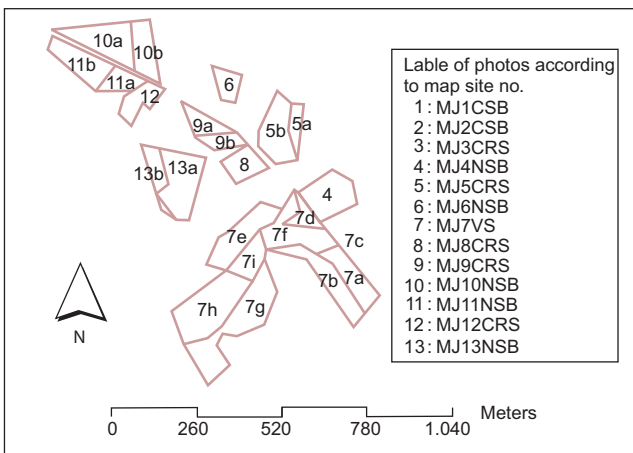 10a
10b
11b
11a
12
6
9a
9b
5b
5a
8
13b
13a
4
7d
7e
7f
7c
7i
7b
7a
7h
7g
N
Lable of photos according
to map site no.
1 : MJ1CSB
2 : MJ2CSB
3 : MJ3CRS
4 : MJ4NSB
5 : MJ5CRS
6 : MJ6NSB
7 : MJ7VS
8 : MJ8CRS
9 : MJ9CRS
10 : MJ10NSB
11 : MJ11NSB
12 : MJ12CRS
13 : MJ13NSB
Meters
0 260 520 780 1.040